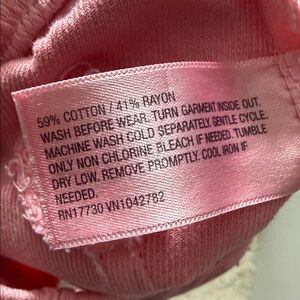 59% COTTON / 41% RAYON
WASH BEFORE WEAR. TURN GARMENT INSIDE OUT.
MACHINE WASH COLD SEPARATELY. GENTLE CYCLE.
ONLY NON CHLORINE BLEACH IF NEEDED. TUMBLE
DRY LOW. REMOVE PROMPTLY. COOL IRON IF
NEEDED.
RN17730 VN1042782